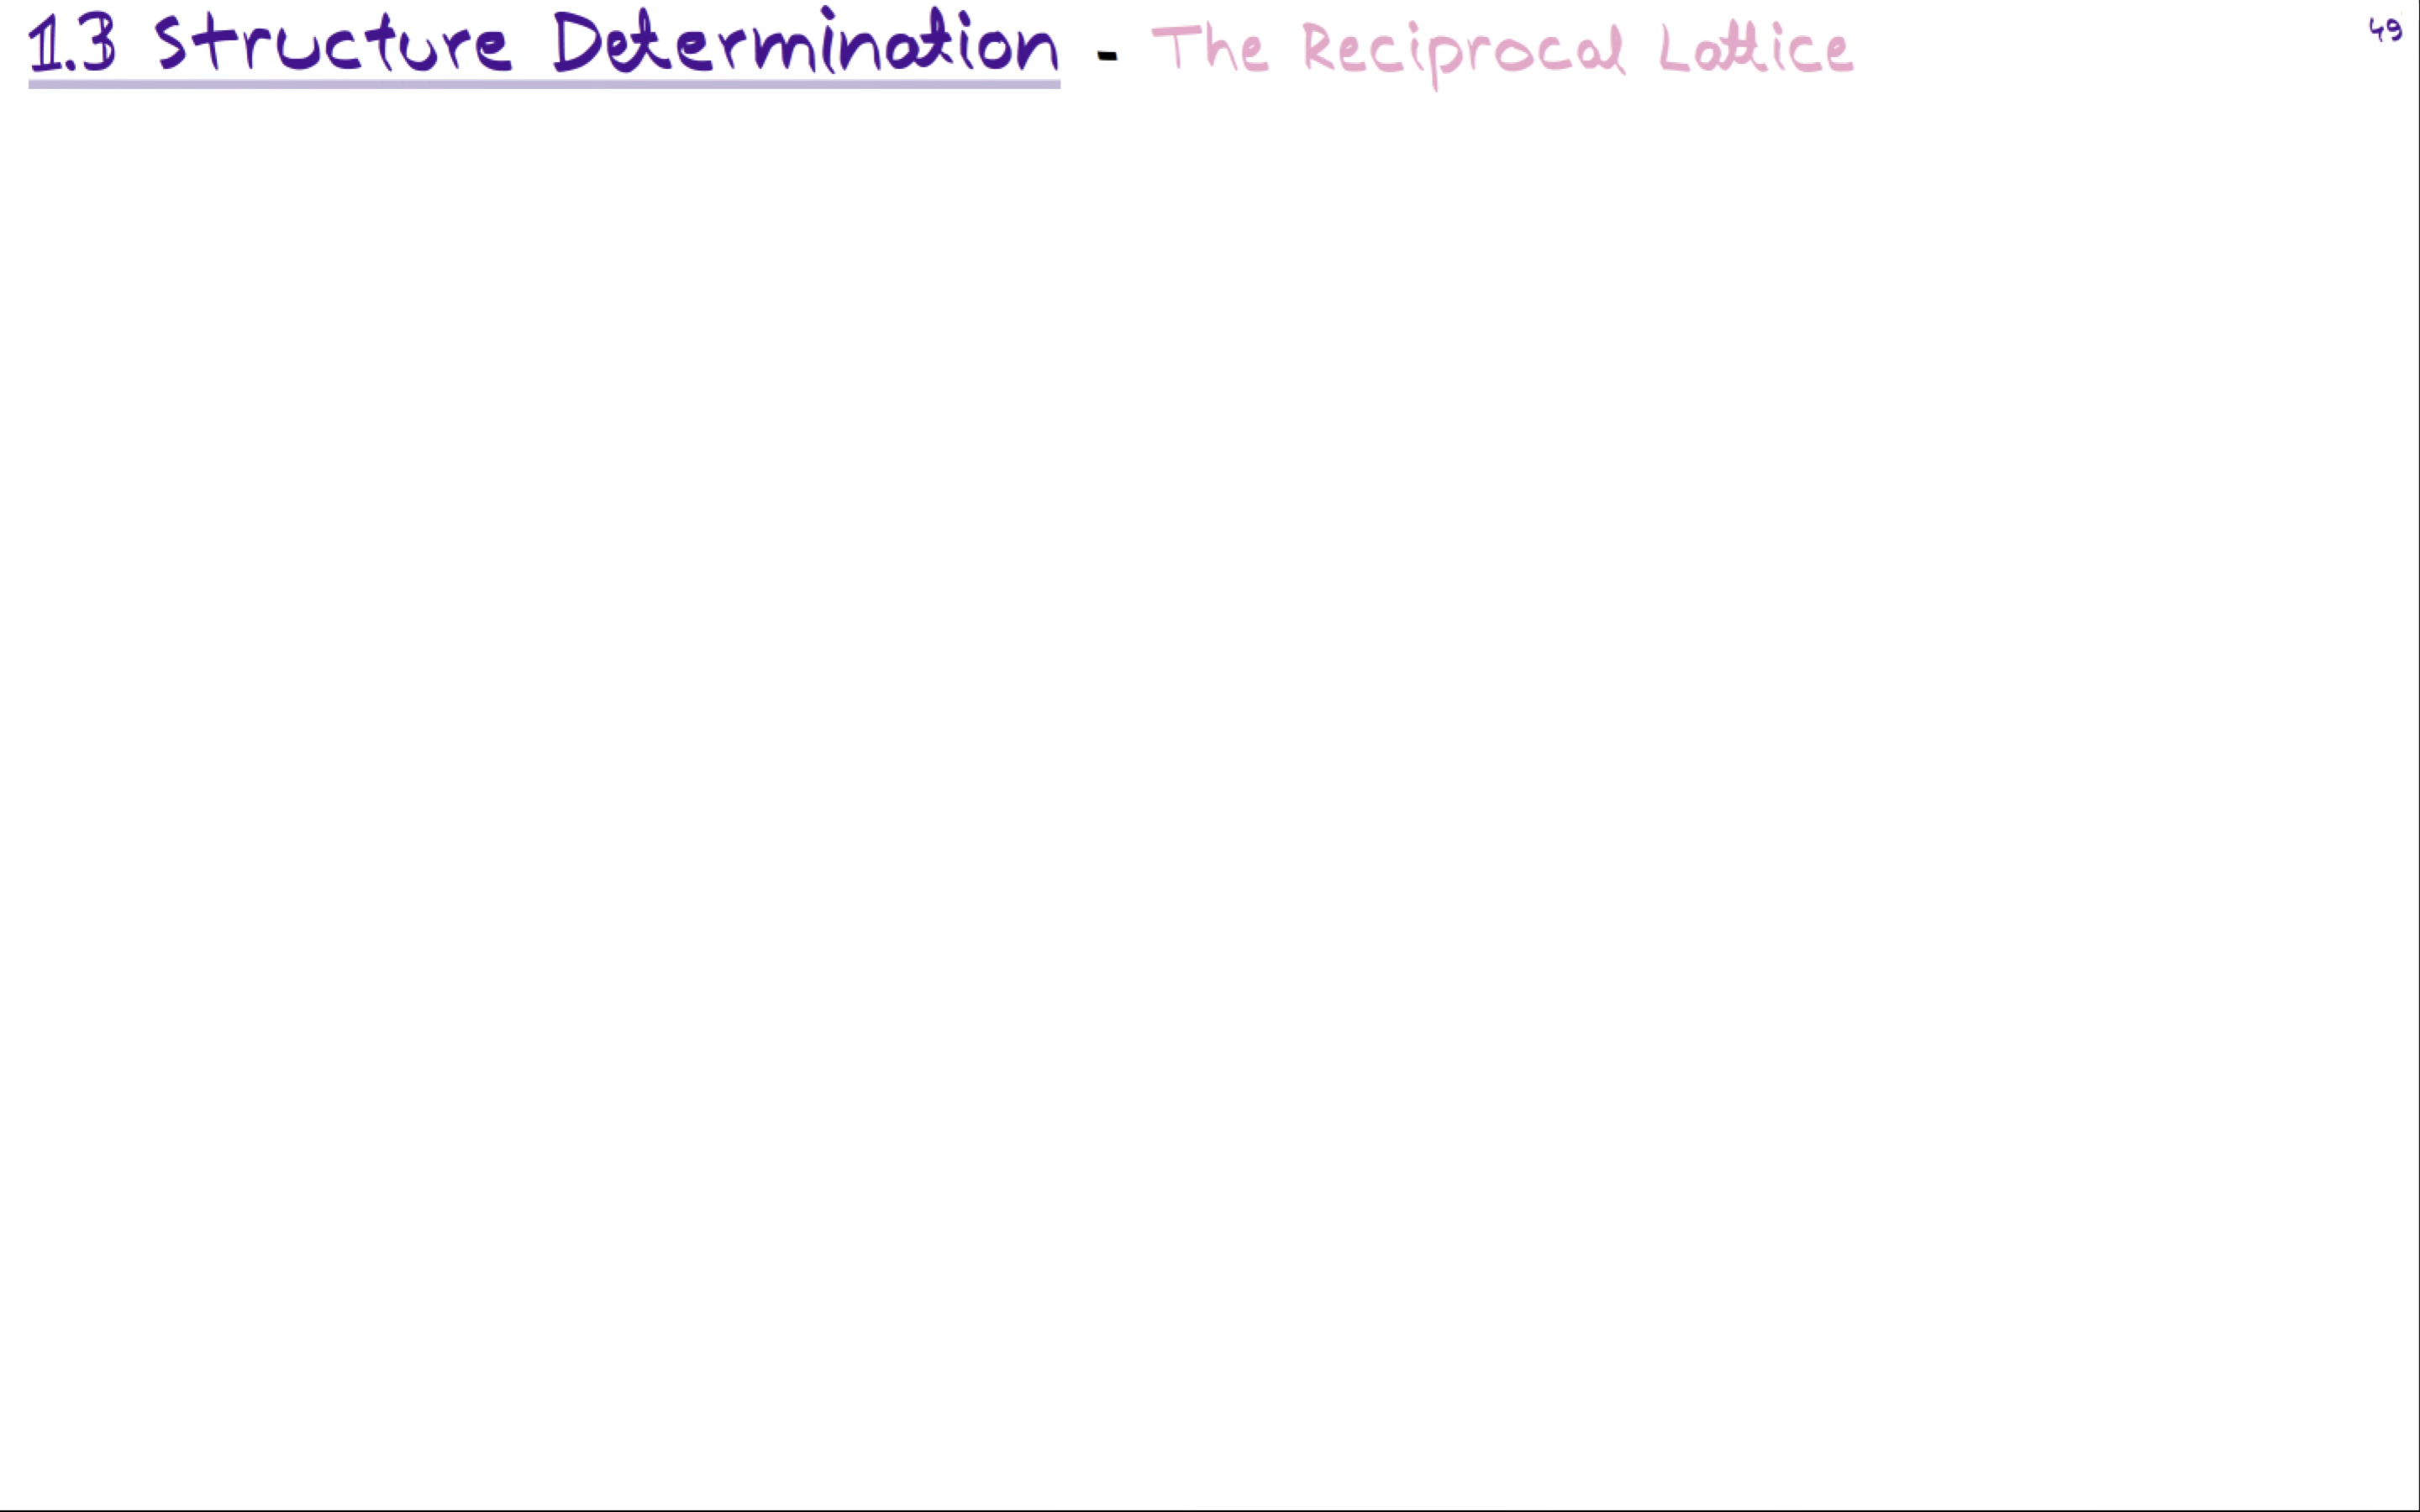 1.3 Structure Determination - The Reciprocal Lattice
49